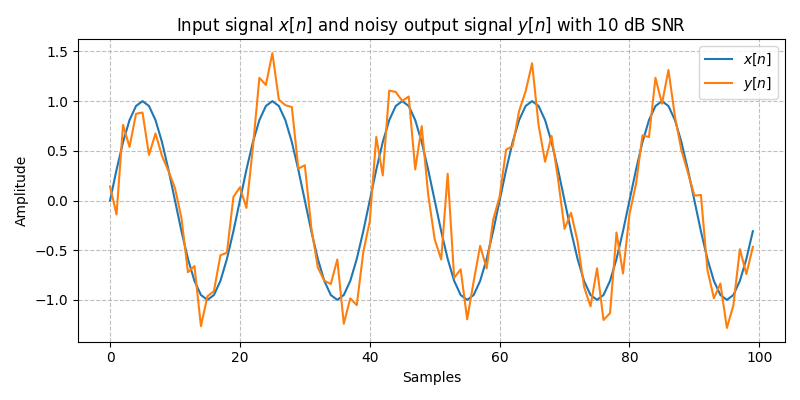 Input signal x[n] and noisy output signal y[n] with 10 dB SNR
x[n]
y[n]
Amplitude
1.5
1.0
0.5
0.0
−0.5
−1.0
0 20 40 60 80 100
Samples